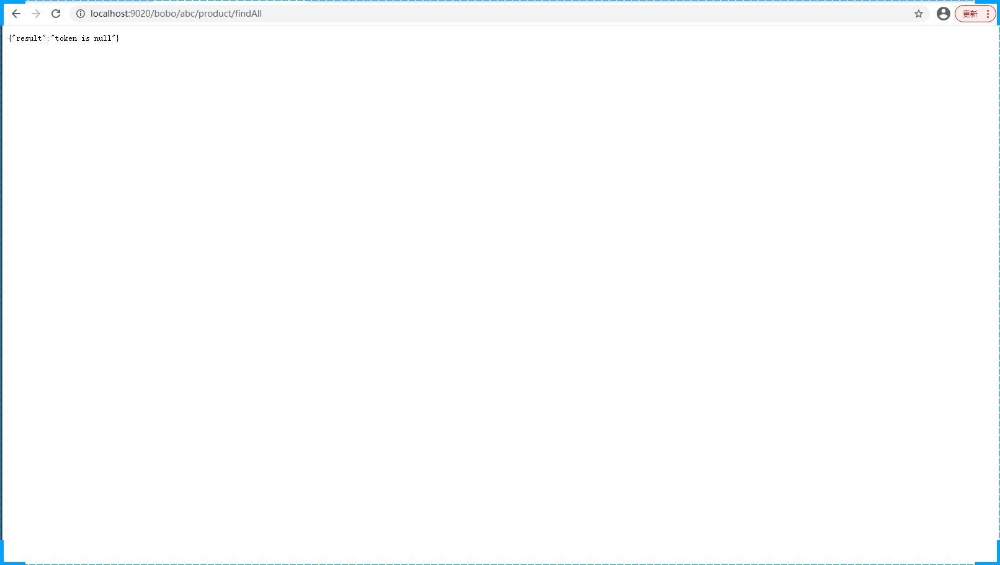 localhost:9020/bobo/abc/product/findAll
更新
{"result":"token is null"}